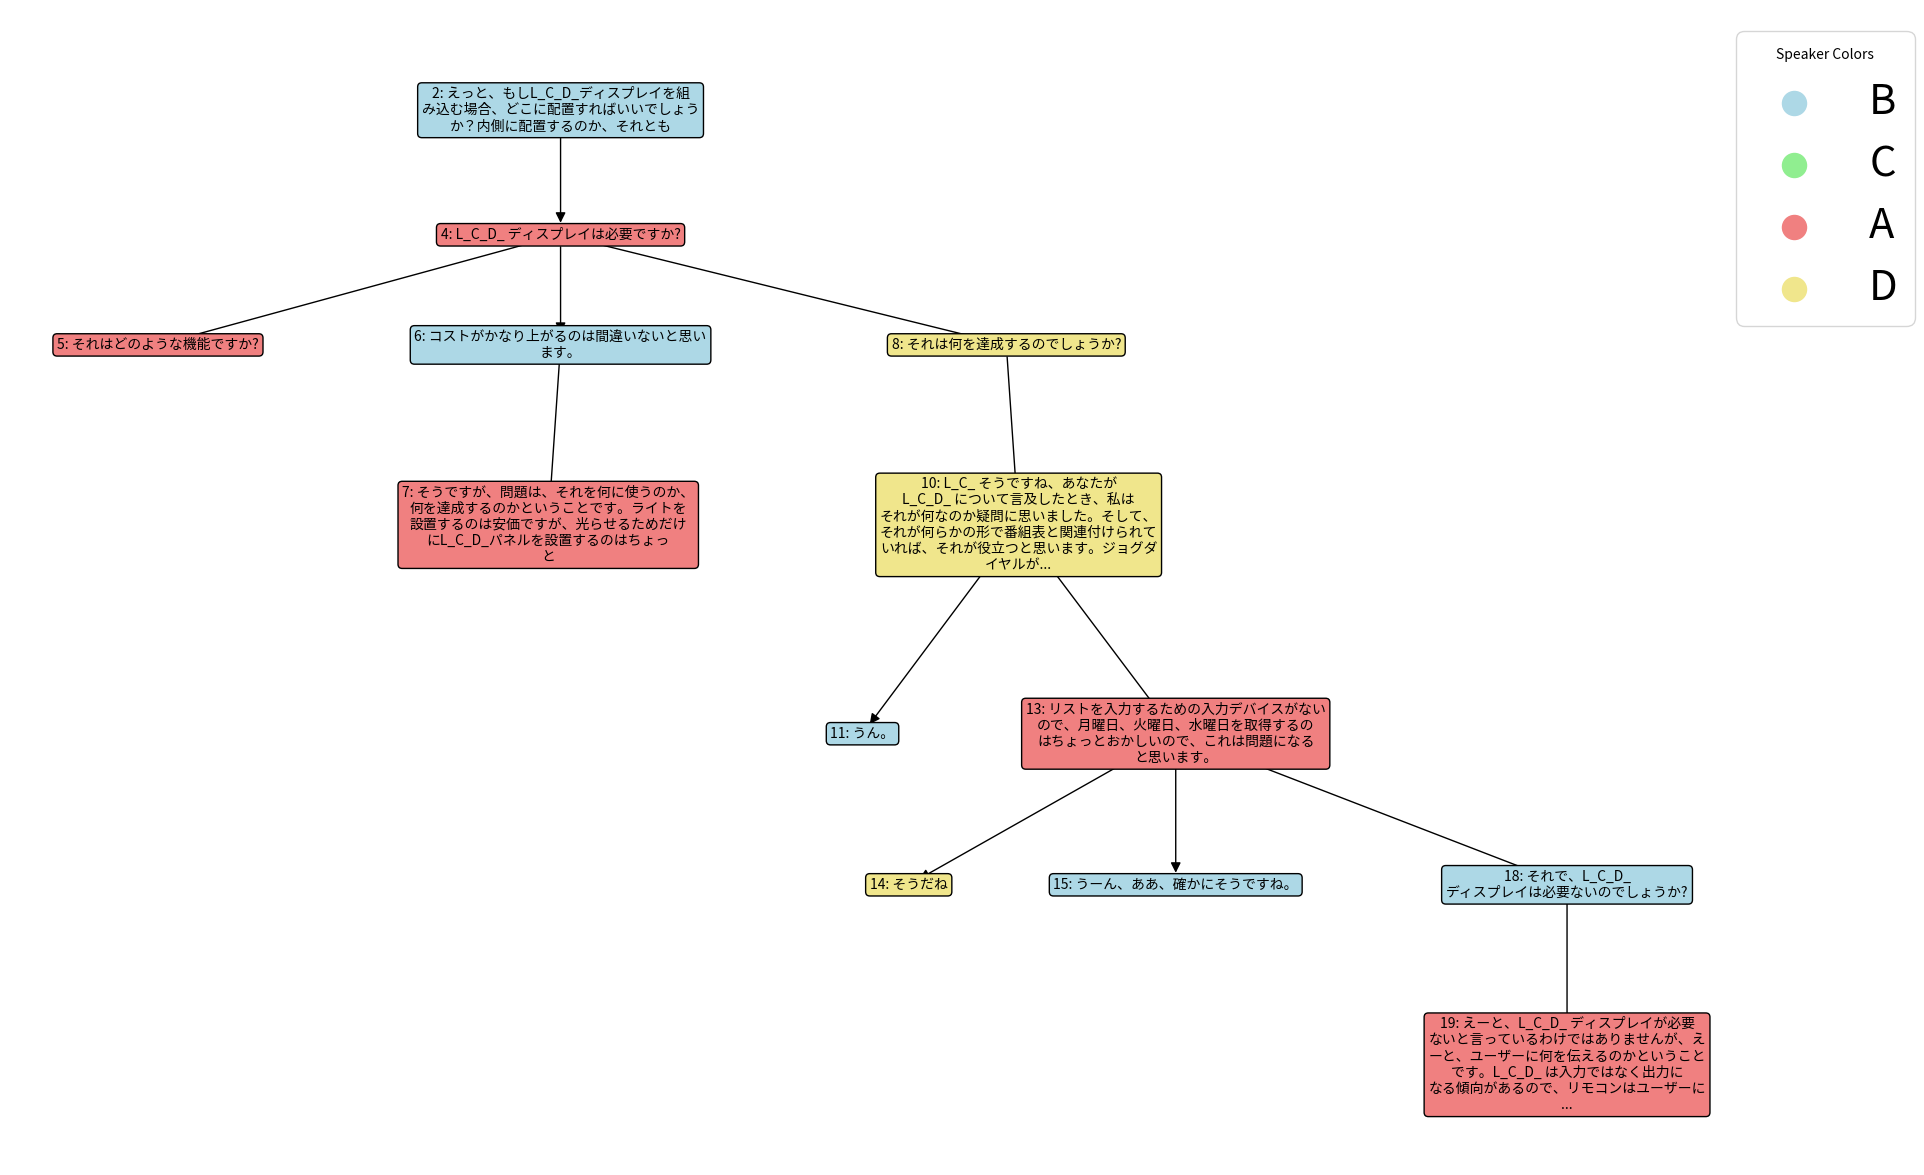 Speaker Colors
B
C
A
D
2: えっと、もしL_C_D_ディスプレイを組
み込む場合、どこに配置すればいいでしょう
か？内側に配置するのか、それとも
4: L_C_D_ ディスプレイは必要ですか?
5: それはどのような機能ですか?
6: コストがかなり上がるのは間違いないと思い
ます。
8: それは何を達成するのでしょうか?
7: そうですが、問題は、それを何に使うのか、
何を達成するのかということです。ライトを
設置するのは安価ですが、光らせるためだけ
にL_C_D_パネルを設置するのはちょっ
と
10: L_C_ そうですね、あなたが
L_C_D_ について言及したとき、私は
それが何なのか疑問に思いました。そして、
それが何らかの形で番組表と関連付けられて
いれば、それが役立つと思います。ジョグダ
イヤルが...
11: うん。
13: リストを入力するための入力デバイスがない
ので、月曜日、火曜日、水曜日を取得するの
はちょっとおかしいので、これは問題になる
と思います。
14: そうだね
15: うーん、ああ、確かにそうですね。
18: それで、L_C_D_
ディスプレイは必要ないのでしょうか?
19: えーと、L_C_D_ ディスプレイが必要
ないと言っているわけではありませんが、え
ーと、ユーザーに何を伝えるのかということ
です。L_C_D_ は入力ではなく出力に
なる傾向があるので、リモコンはユーザーに
...